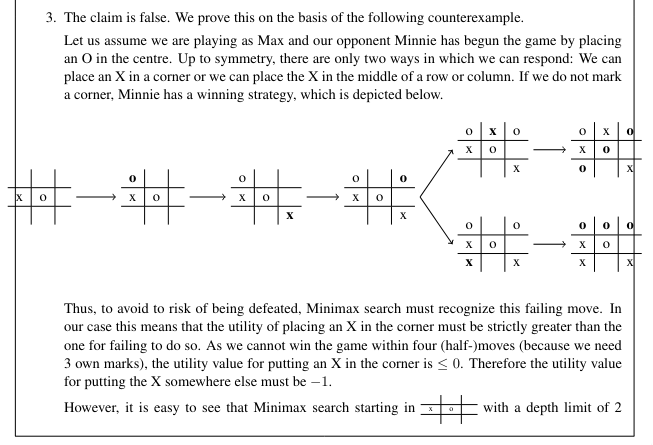 3. The claim is false. We prove this on the basis of the following counterexample.
Let us assume we are playing as Max and our opponent Minnie has begun the game by placing
an O in the centre. Up to symmetry, there are only two ways in which we can respond: We can
place an X in a corner or we can place the X in the middle of a row or column. If we do not mark
a corner, Minnie has a winning strategy, which is depicted below.
o x o
x o
x
o x o
x o
o x
x o
o
x o
o
x o
x
o o
x o
x
o o
x o
x x
o o o
x o
x x
Thus, to avoid to risk of being defeated, Minimax search must recognize this failing move. In
our case this means that the utility of placing an X in the corner must be strictly greater than the
one for failing to do so. As we cannot win the game within four (half-)moves (because we need
3 own marks), the utility value for putting an X in the corner is ≤ 0. Therefore the utility value
for putting the X somewhere else must be −1.
However, it is easy to see that Minimax search starting in x o with a depth limit of 2